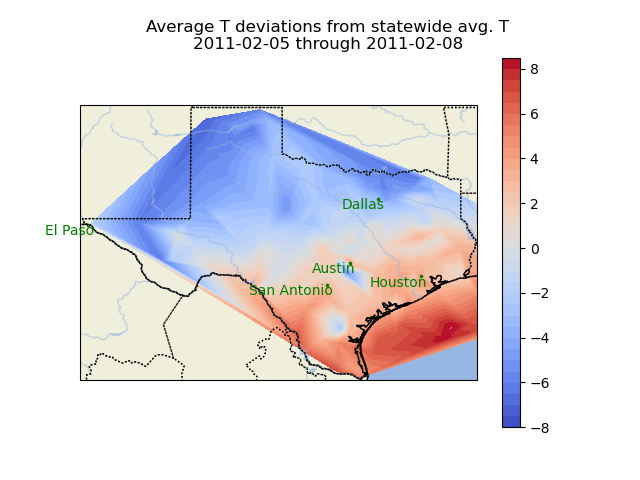 Average T deviations from statewide avg. T
2011-02-05 through 2011-02-08
8
6
4
2
0
−2
−4
−6
−8
Dallas
El Paso
Austin
Houston
San Antonio